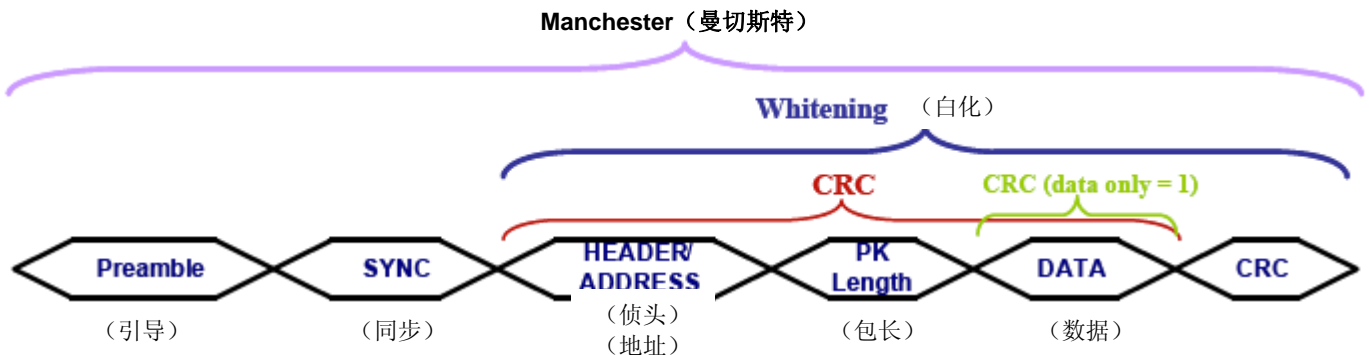 Manchester（曼切斯特）
Whitening （白化）
CRC
CRC (data only = 1)
Preamble
SYNC
HEADER/
ADDRESS
PK
Length
DATA
CRC
（引导）
（同步）
（侦头）
（地址）
（包长）
（数据）